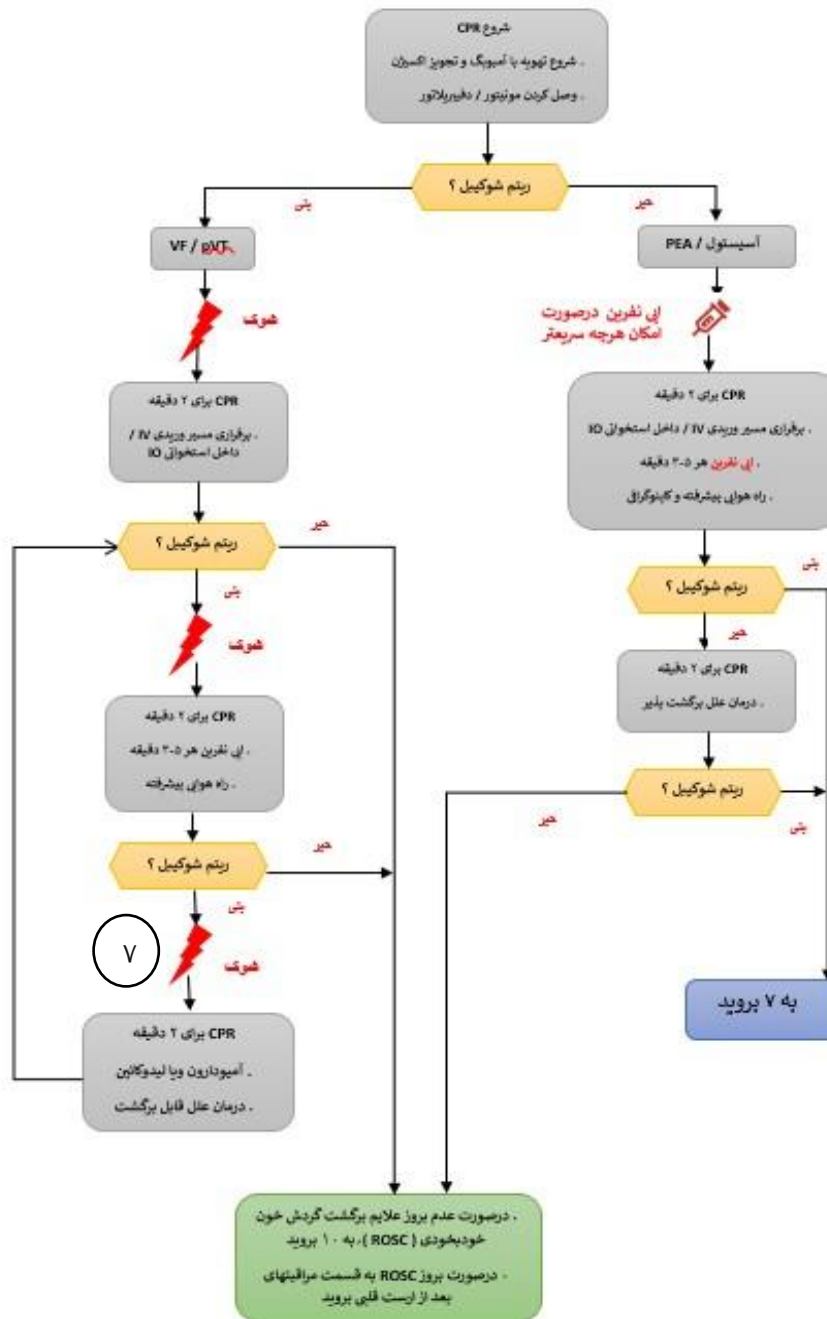 شروع CPR
. شروع تهویه با آمبوبگ و تجویز اکسیژن
. وصل کردن مونیتور / دفیبریلاتور
ریتم شوکیبل ؟
بلی
خیر
VF / pVT
آسیستول / PEA
شوک
اپی نفرین درصورت
امکان هرچه سریعتر
CPR برای ۲ دقیقه
. برقراری مسیر وریدی IV /
داخل استخوانی IO
CPR برای ۲ دقیقه
. برقراری مسیر وریدی IV / داخل استخوانی IO
. اپی نفرین هر ۵-۳ دقیقه
. راه هوایی پیشرفته و کاپنوگرافی
ریتم شوکیبل ؟
خیر
بلی
ریتم شوکیبل ؟
بلی
خیر
شوک
CPR برای ۲ دقیقه
. درمان علل برگشت پذیر
CPR برای ۲ دقیقه
. اپی نفرین هر ۵-۳ دقیقه
. راه هوایی پیشرفته
ریتم شوکیبل ؟
خیر
بلی
ریتم شوکیبل ؟
خیر
بلی
۷
شوک
به ۷ بروید
CPR برای ۲ دقیقه
. آمیودارون ویا لیدوکائین
. درمان علل قابل برگشت
. درصورت عدم بروز علایم برگشت گردش خون
خودبخودی ( ROSC )، به ۱۰ بروید
- درصورت بروز ROSC به قسمت مراقبتهای
بعد از ارست قلبی بروید